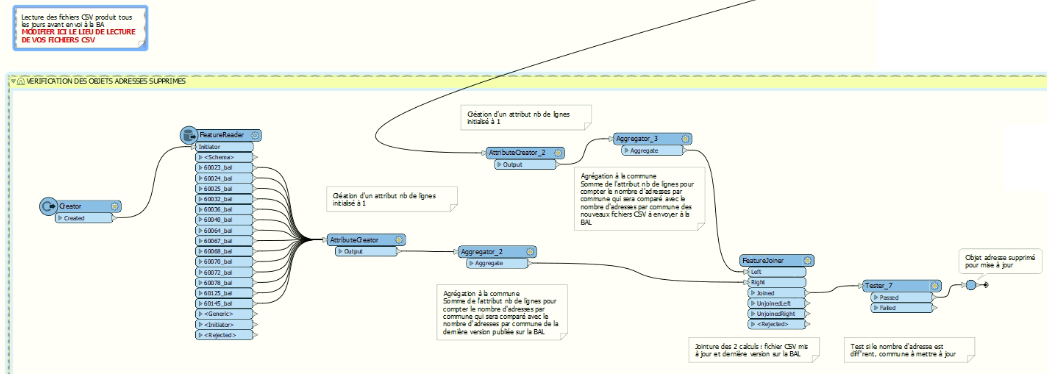 Lecture des fichiers CSV produit tous
les jours avant envoi à la BA
MODIFIER ICI LE LIEU DE LECTURE
DE VOS FICHIERS CSV
VERIFICATION DES OBJETS ADRESSES SUPPRIMES
Creator
Created
FeatureReader
Initiator
<Schema>
60023_bal
60024_bal
60025_bal
60032_bal
60036_bal
60040_bal
60064_bal
60067_bal
60068_bal
60070_bal
60072_bal
60078_bal
60125_bal
60145_bal
<Generic>
<Initiator>
<Rejected>
Création d'un attribut nb de lignes
initialsé à 1
AttributeCreator
Output
Aggregator_2
Aggregate
Agrégation à la commune
Somme de l'attribut nb de lignes pour
compter le nombre d'adresses par
commune qui sera comparé avec le
nombre d'adresses par commune de la
dernière version publiée sur la BAL
Création d'un attribut nb de lignes
initialsé à 1
AttributeCreator_2
Output
Aggregator_3
Aggregate
Agrégation à la commune
Somme de l'attribut nb de lignes pour
compter le nombre d'adresses par
commune qui sera comparé avec le
nombre d'adresses par commune des
nouveaux fichiers CSV à envoyer à la
BAL
FeatureJoiner
Left
Right
Joined
UnjoinedLeft
UnjoinedRight
<Rejected>
Jointure des 2 calculs : fichier CSV mis
à jour et dernière version sur la BAL
Tester_7
Passed
Failed
Test si le nombre d'adresse est
diff'rent. commune à mettre à jour
Objet adresse supprimé
pour mise à jour